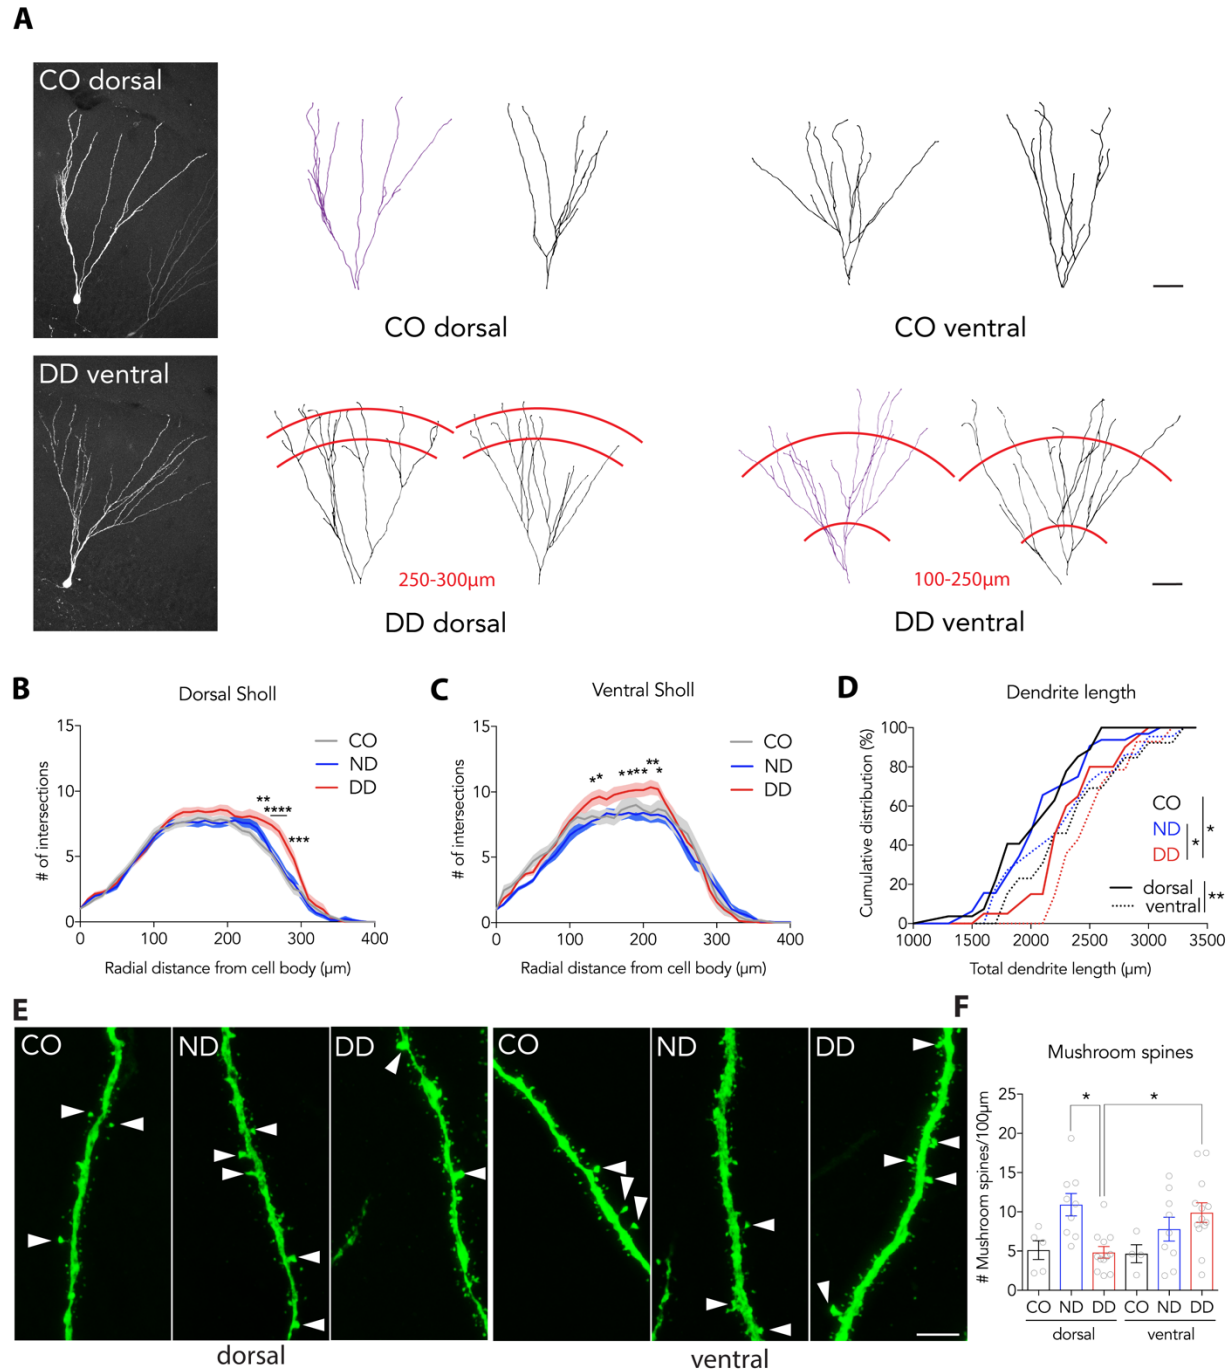 A
CO dorsal
CO dorsal
CO ventral
DD ventral
250-300µm
100-250µm
DD dorsal
DD ventral
B
Dorsal Sholl
# of intersections
15
10
5
0
CO
ND
DD
**
****
***
0 100 200 300 400
Radial distance from cell body (µm)
C
Ventral Sholl
# of intersections
15
10
5
0
CO
ND
DD
** **** ** *
0 100 200 300 400
Radial distance from cell body (µm)
D
Dendrite length
Cumulative distribution (%)
100
80
60
40
20
0
CO
ND
DD
*
*
dorsal
ventral
**
1000 1500 2000 2500 3000 3500
Total dendrite length (µm)
E
CO ND DD CO ND DD
dorsal ventral
F
Mushroom spines
# Mushroom spines/100µm
25
20
15
10
5
0
* *
CO ND DD CO ND DD
dorsal ventral